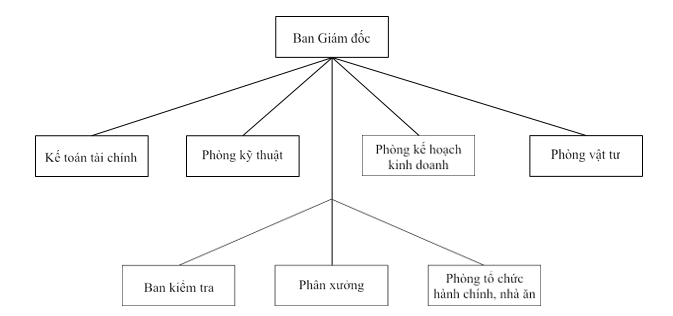 Ban Giám đốc
Kế toán tài chính
Phòng kỹ thuật
Phòng kế hoạch
kinh doanh
Phòng vật tư
Ban kiểm tra
Phân xưởng
Phòng tổ chức
hành chính, nhà ăn